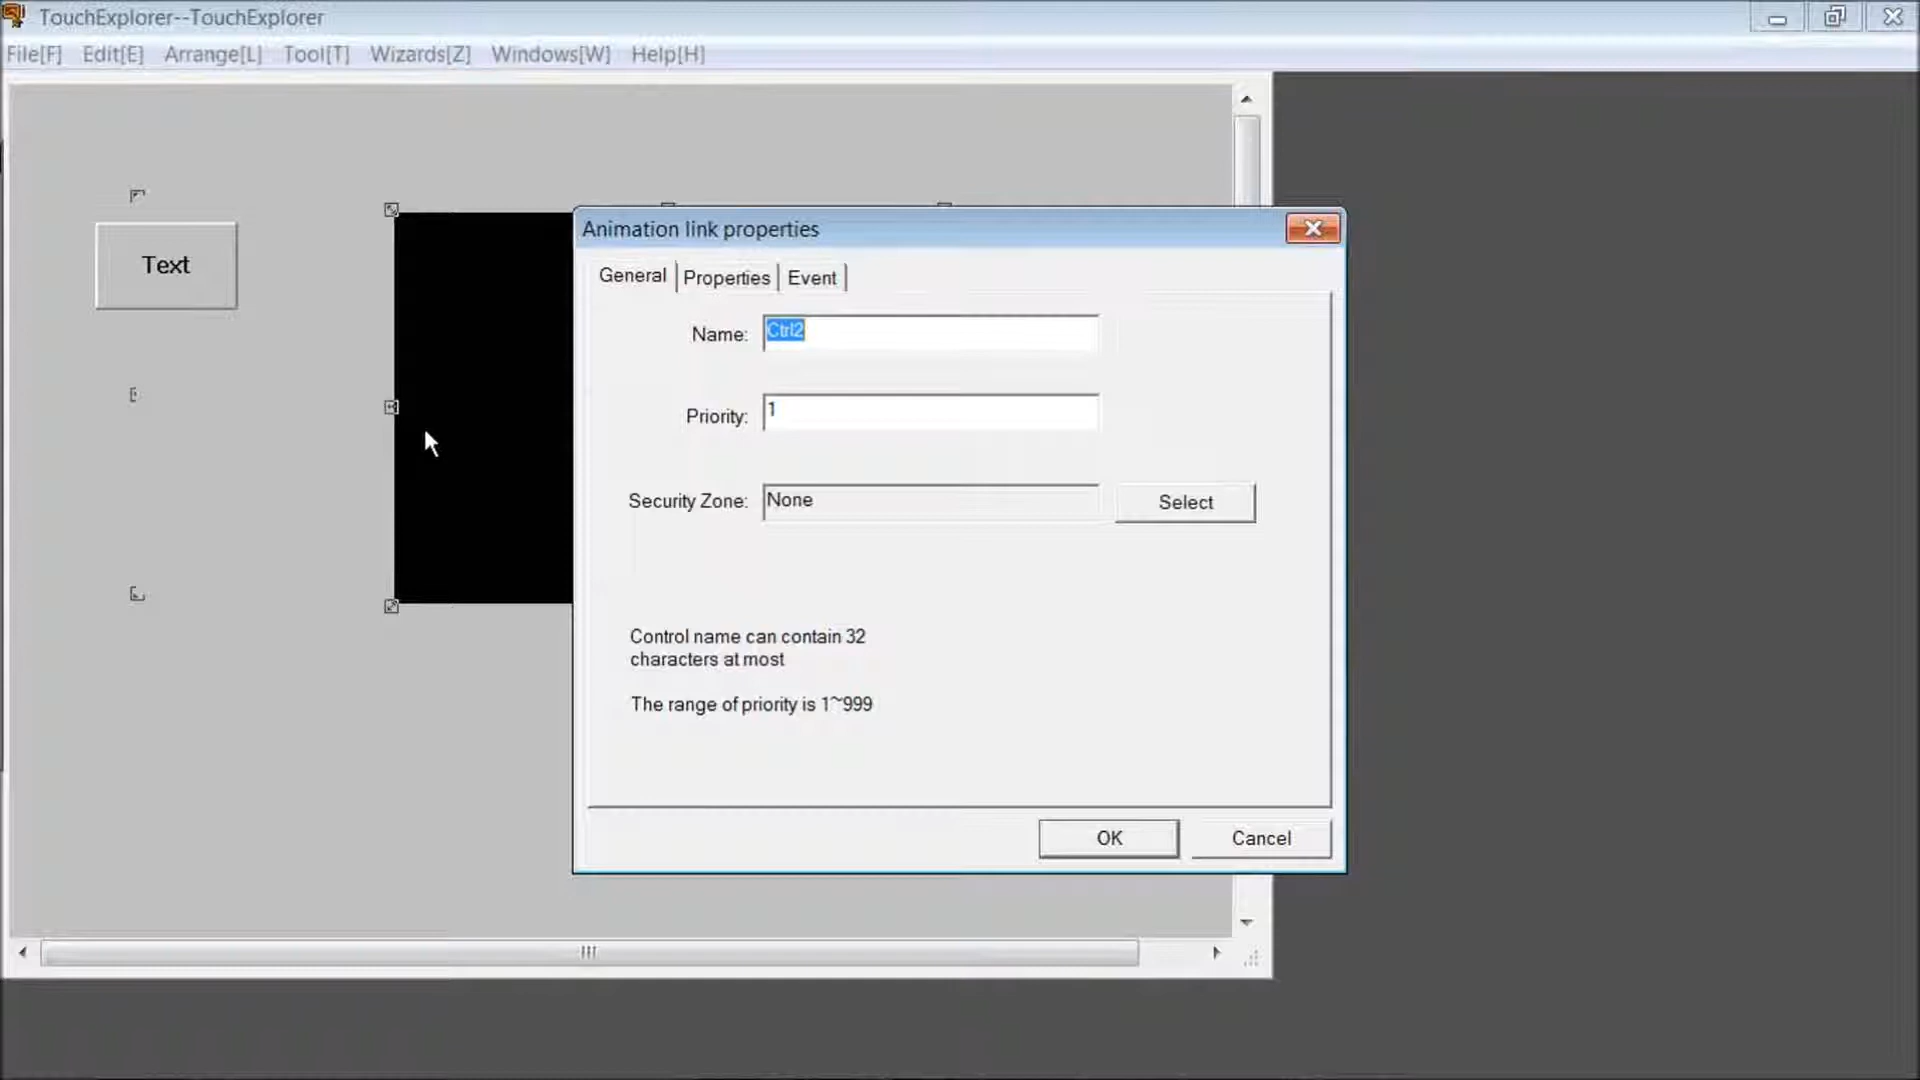 TouchExplorer--TouchExplorer
File[F] Edit[E] Arrange[L] Tool[T] Wizards[Z] Windows[W] Help[H]
Text
Animation link properties
General Properties Event
Name: Ctrl2
Priority: 1
Security Zone: None Select
Control name can contain 32
characters at most
The range of priority is 1~999
OK Cancel